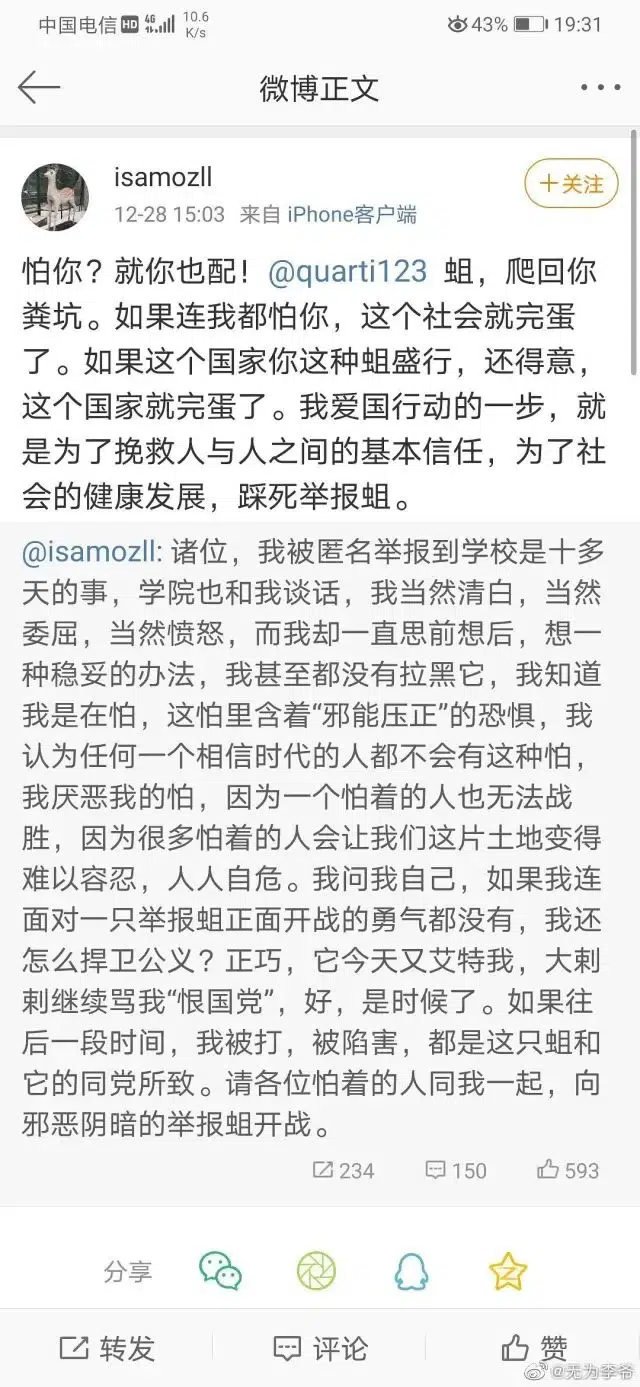 中国电信 HD 4G 10.6 K/s 43% 19:31
微博正文
isamozll
+关注
12-28 15:03 来自 iPhone客户端
怕你？就你也配！@quarti123 蛆，爬回你
粪坑。如果连我都怕你，这个社会就完蛋
了。如果这个国家你这种蛆盛行，还得意，
这个国家就完蛋了。我爱国行动的一步，就
是为了挽救人与人之间的基本信任，为了社
会的健康发展，踩死举报蛆。
@isamozll: 诸位，我被匿名举报到学校是十多
天的事，学院也和我谈话，我当然清白，当然
委屈，当然愤怒，而我却一直思前想后，想一
种稳妥的办法，我甚至都没有拉黑它，我知道
我是在怕，这怕里含着“邪能压正”的恐惧，我
认为任何一个相信时代的人都不会有这种怕，
我厌恶我的怕，因为一个怕着的人也无法战
胜，因为很多怕着的人会让我们这片土地变得
难以容忍，人人自危。我问我自己，如果我连
面对一只举报蛆正面开战的勇气都没有，我还
怎么捍卫公义？正巧，它今天又艾特我，大剌
剌继续骂我“恨国党”，好，是时候了。如果往
后一段时间，我被打，被陷害，都是这只蛆和
它的同党所致。请各位怕着的人同我一起，向
邪恶阴暗的举报蛆开战。
234 150 593
分享
转发 评论 赞
@无为李爷